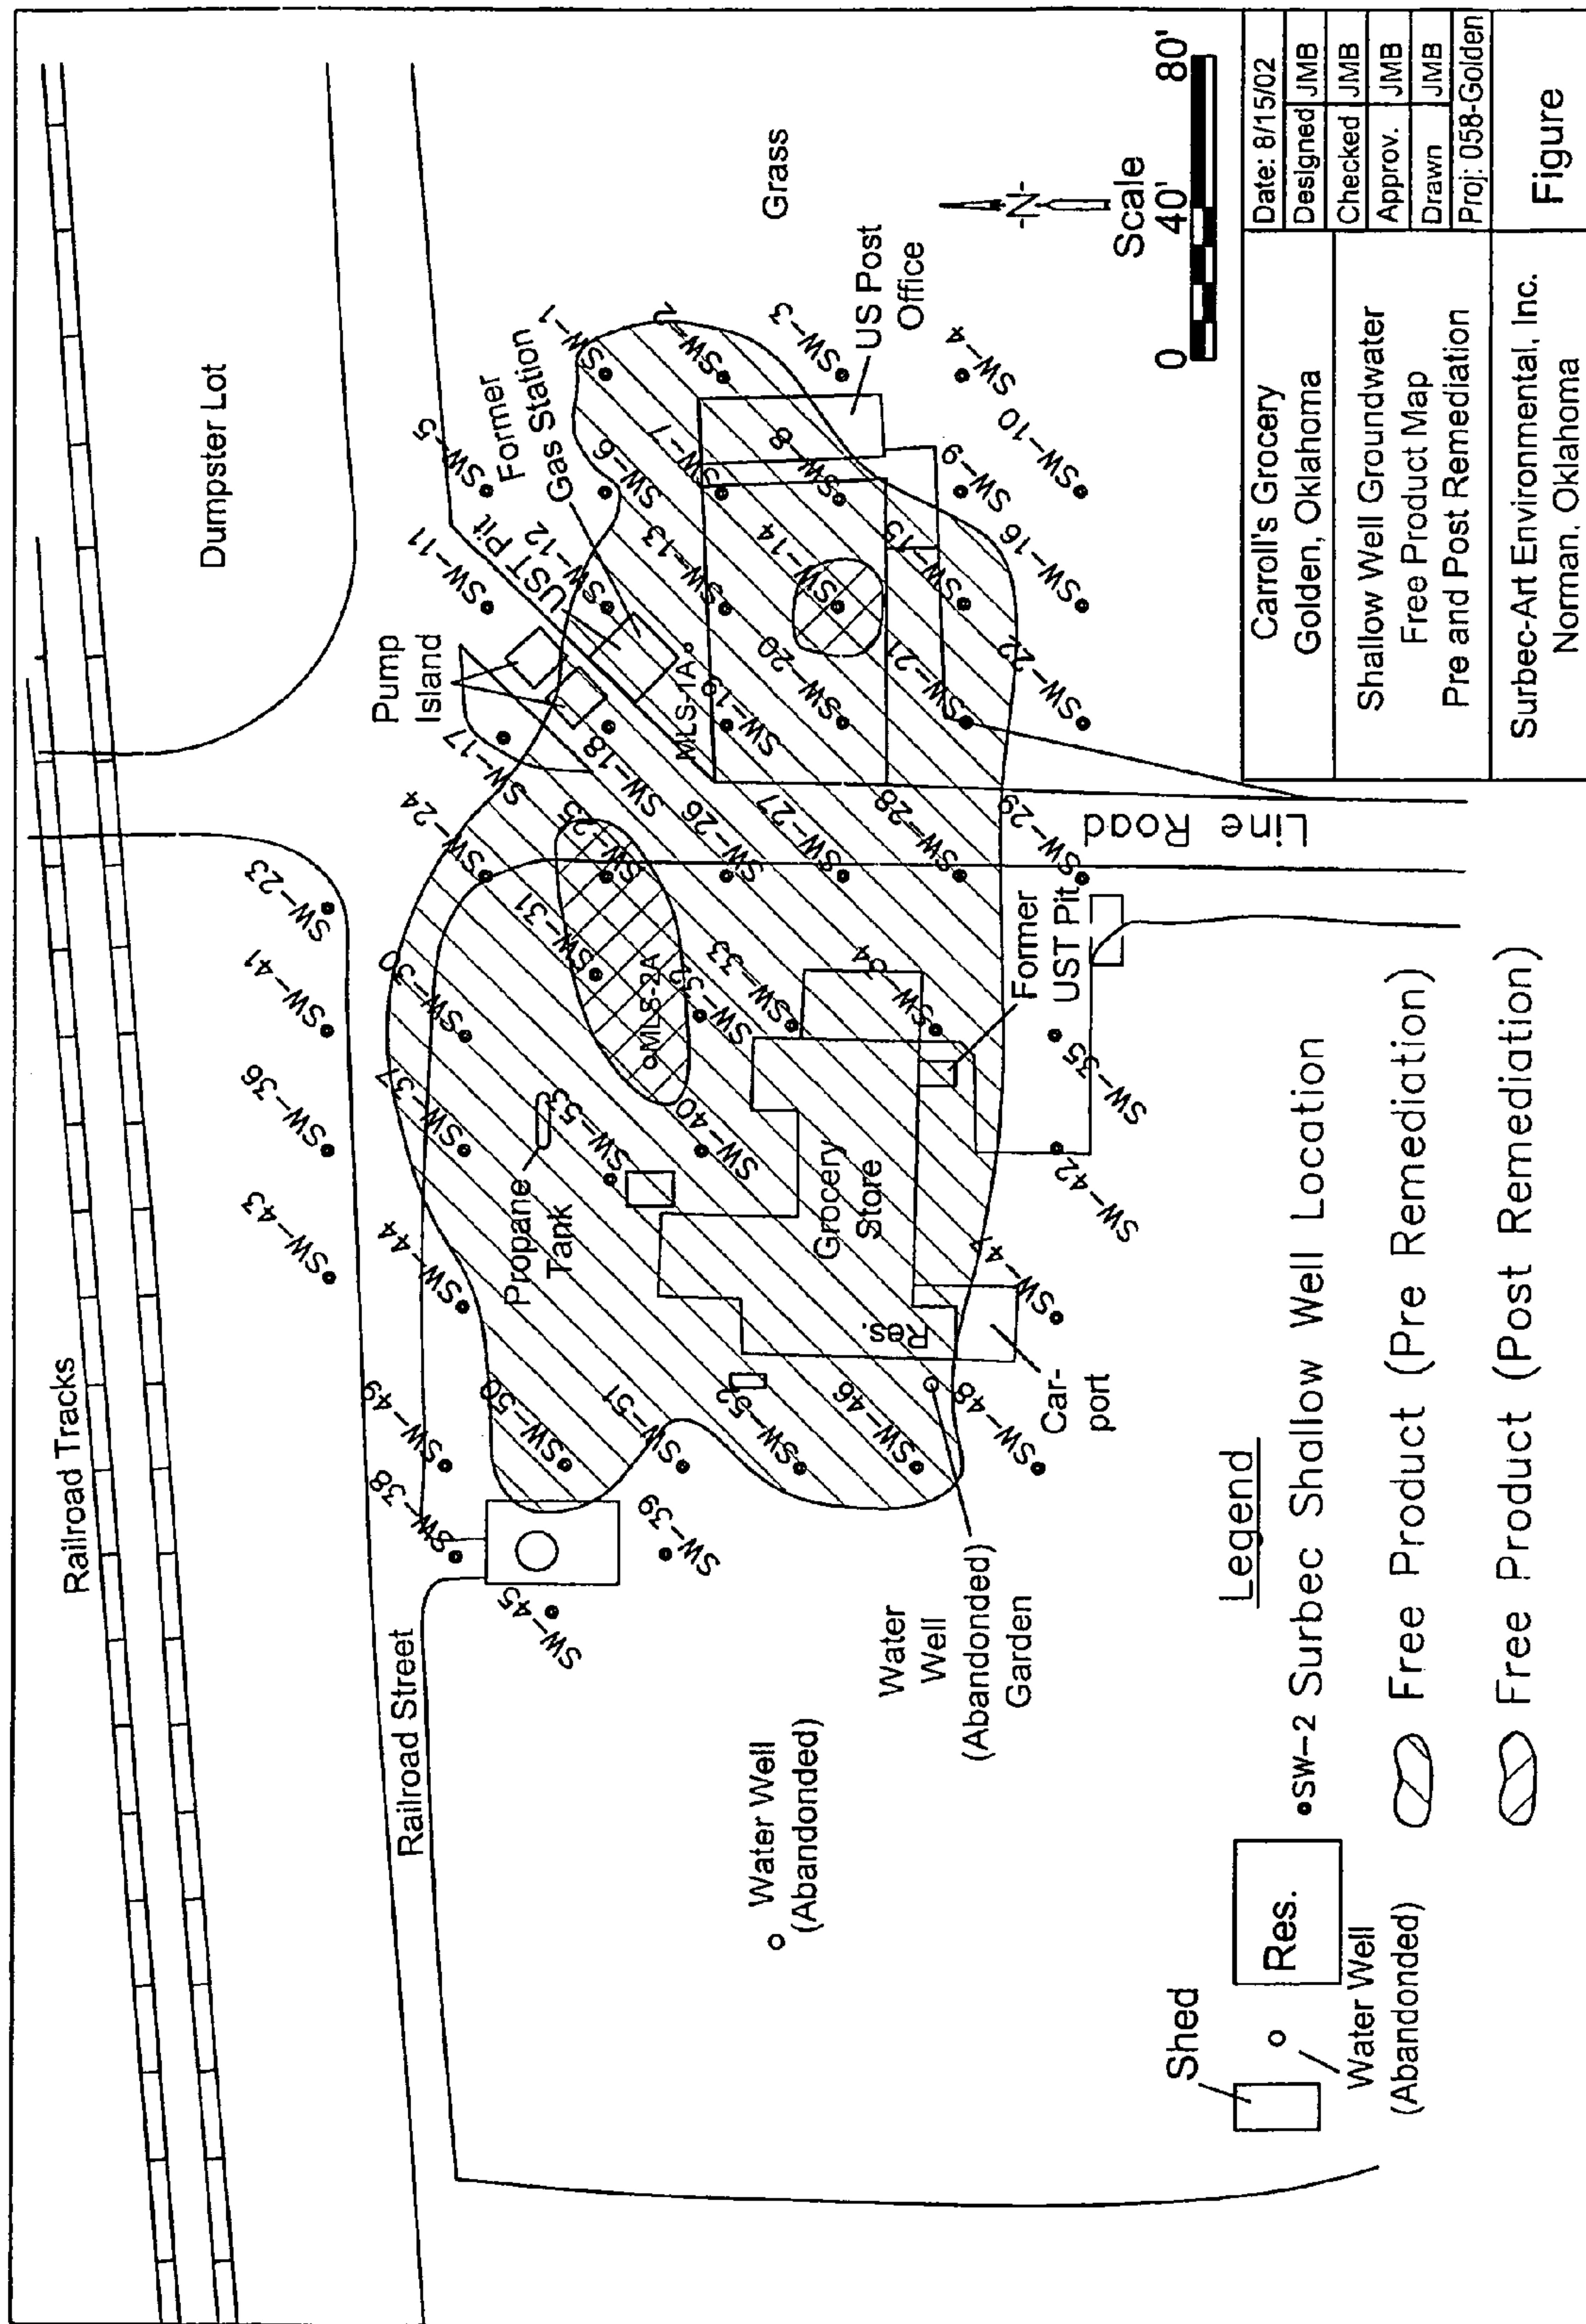 Railroad Tracks
Dumpster Lot
Railroad Street
Pump
Island
Former
Gas Station
UST Pit
Grass
US Post
Office
SW-43
SW-36
SW-41
SW-23
SW-5
SW-11
SW-45
SW-38
SW-49
SW-44
SW-37
SW-30
SW-24
SW-17
SW-12
SW-6
SW-1
SW-50
SW-53
SW-31
SW-25
SW-18
SW-13
SW-7
SW-2
SW-39
SW-51
SW-40
MLS-2A
SW-32
SW-26
SW-19
MLS-1A
SW-14
SW-8
SW-3
SW-52
SW-33
SW-27
SW-20
SW-15
SW-9
SW-4
SW-46
SW-34
SW-28
SW-21
SW-16
SW-10
SW-48
SW-47
SW-42
SW-35
SW-29
SW-22
Propane
Tank
Grocery
Store
Res.
Former
UST Pit
Line Road
Car-
port
Water
Well
(Abandonded)
Garden
Water Well
(Abandonded)
Shed
Res.
Water Well
(Abandonded)
-N-
Scale
0 40' 80'
Legend
SW-2 Surbec Shallow Well Location
Free Product (Pre Remediation)
Free Product (Post Remediation)
Carroll's Grocery
Golden, Oklahoma
Shallow Well Groundwater
Free Product Map
Pre and Post Remediation
Surbec-Art Environmental, Inc.
Norman, Oklahoma
Date: 8/15/02
Designed JMB
Checked JMB
Approv. JMB
Drawn JMB
Proj: 058-Golden
Figure